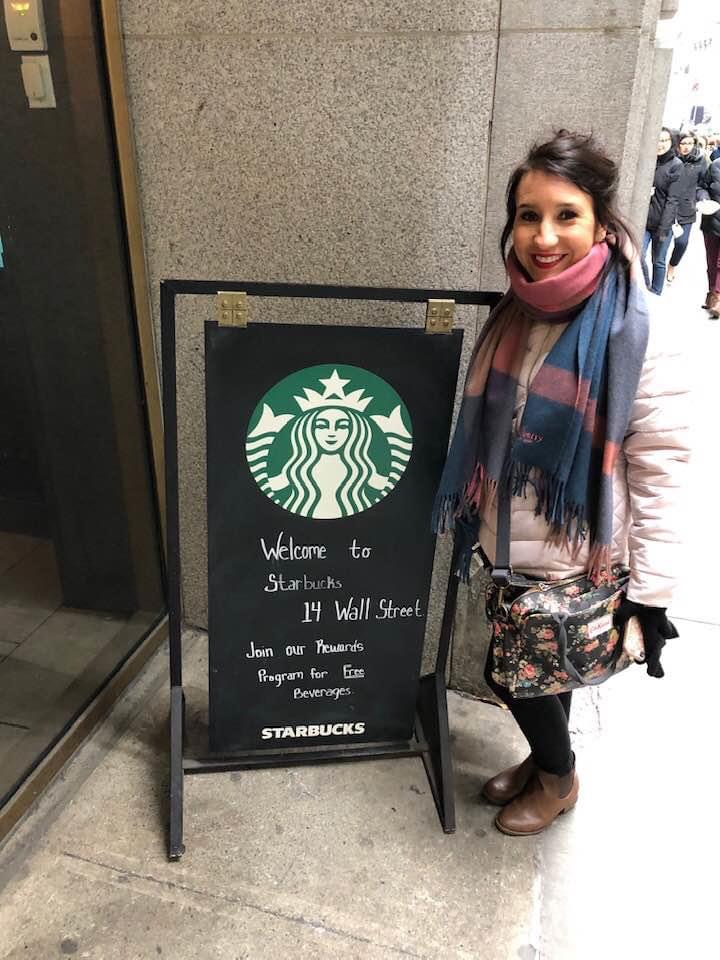 Welcome to
Starbucks
14 Wall Street
Join our Rewards
Program for Free
Beverages.
STARBUCKS